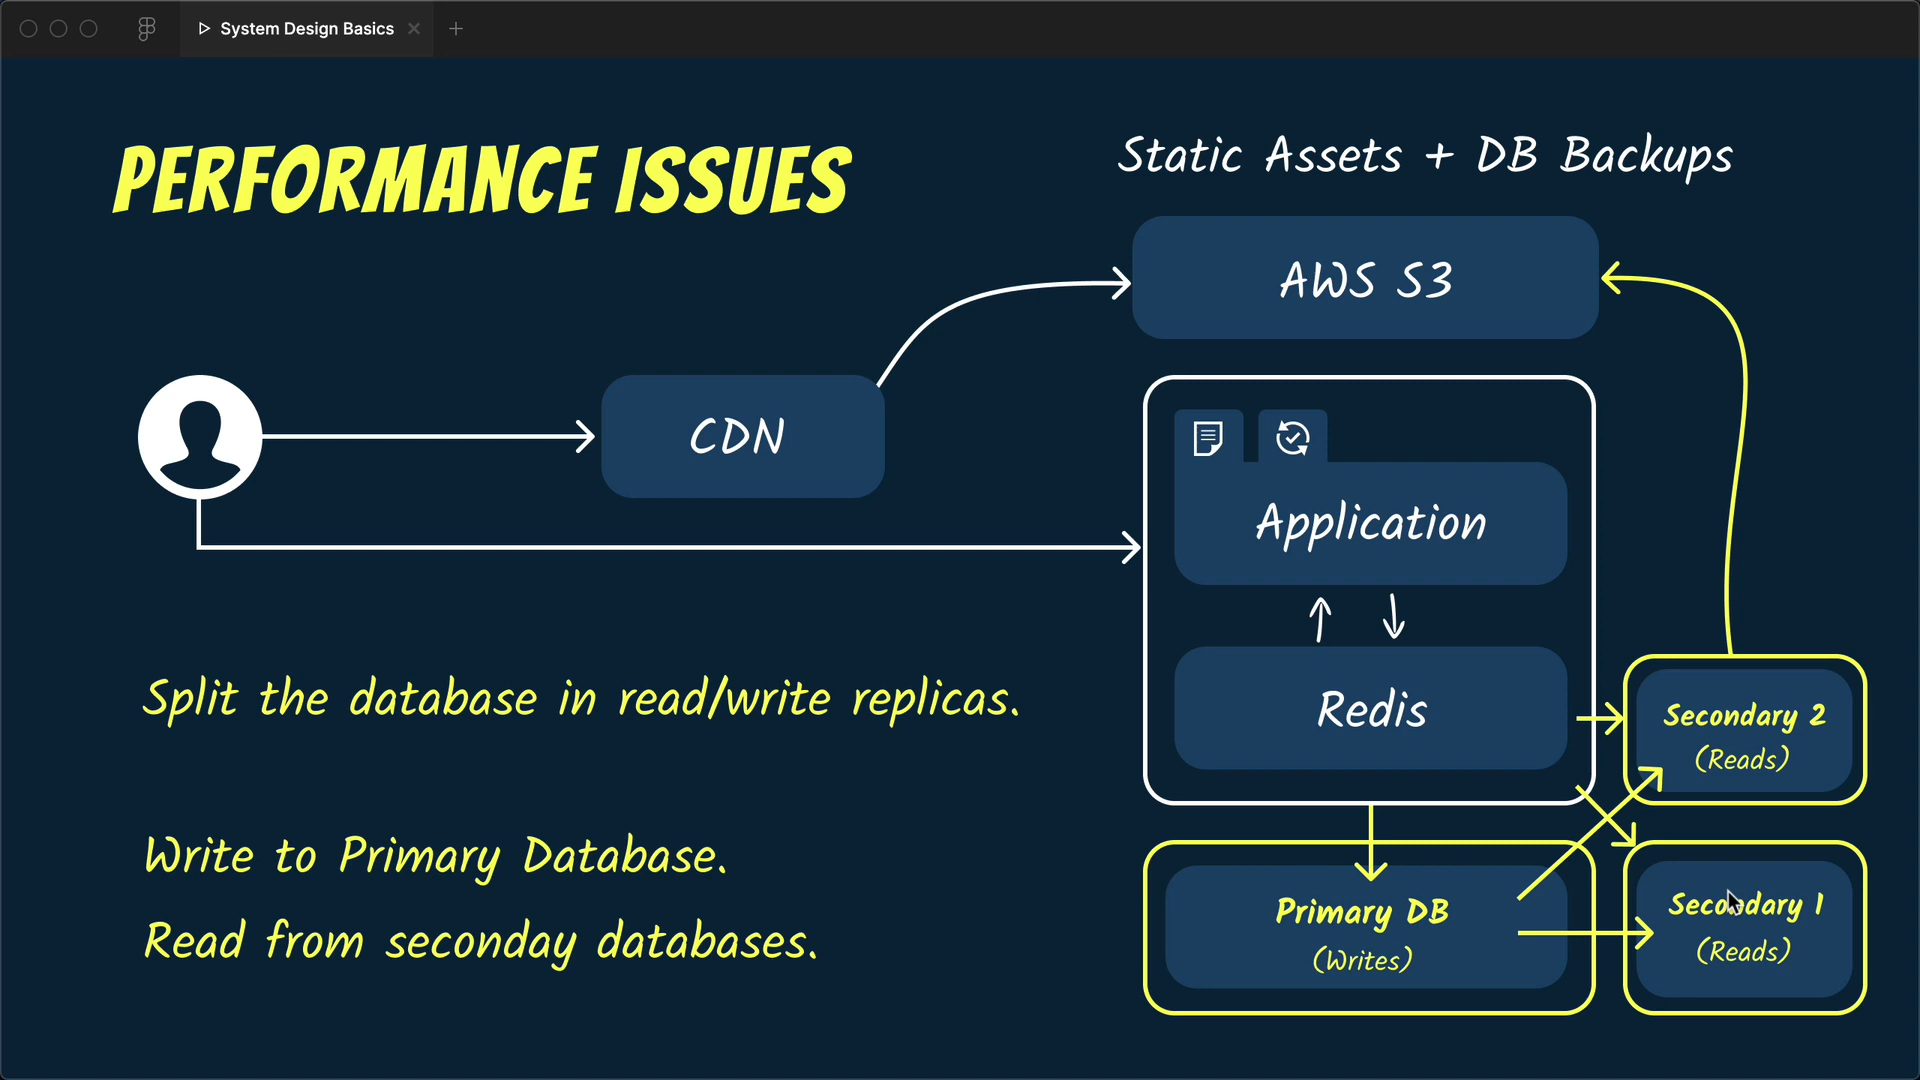 System Design Basics
PERFORMANCE ISSUES
Static Assets + DB Backups
AWS S3
CDN
Application
Redis
Split the database in read/write replicas.
Write to Primary Database.
Read from seconday databases.
Secondary 2
(Reads)
Primary DB
(Writes)
Secondary 1
(Reads)